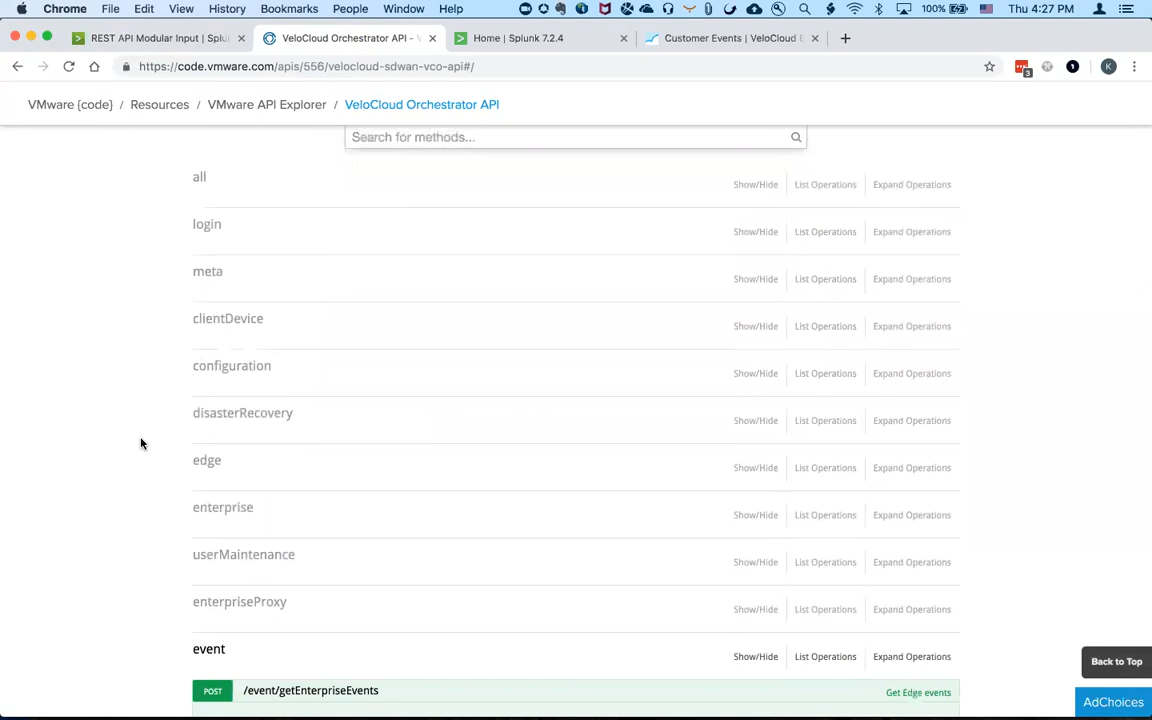 Chrome File Edit View History Bookmarks People Window Help 100% Thu 4:27 PM
REST API Modular Input | Splu
VeloCloud Orchestrator API -
Home | Splunk 7.2.4
Customer Events | VeloCloud
https://code.vmware.com/apis/556/velocloud-sdwan-vco-api#/
3
1
K
VMware {code} / Resources / VMware API Explorer / VeloCloud Orchestrator API
Search for methods...
all Show/Hide List Operations Expand Operations
login Show/Hide List Operations Expand Operations
meta Show/Hide List Operations Expand Operations
clientDevice Show/Hide List Operations Expand Operations
configuration Show/Hide List Operations Expand Operations
disasterRecovery Show/Hide List Operations Expand Operations
edge Show/Hide List Operations Expand Operations
enterprise Show/Hide List Operations Expand Operations
userMaintenance Show/Hide List Operations Expand Operations
enterpriseProxy Show/Hide List Operations Expand Operations
event Show/Hide List Operations Expand Operations
POST /event/getEnterpriseEvents Get Edge events
Back to Top
AdChoices